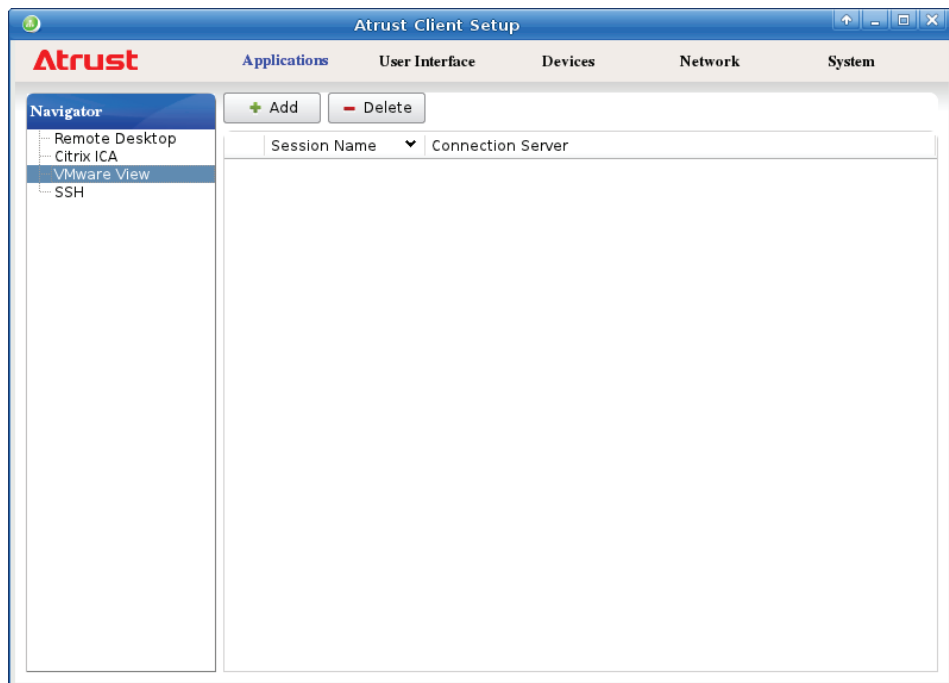 Atrust Client Setup
Atrust
Applications User Interface Devices Network System
Navigator
Remote Desktop
Citrix ICA
VMware View
SSH
Add Delete
Session Name Connection Server